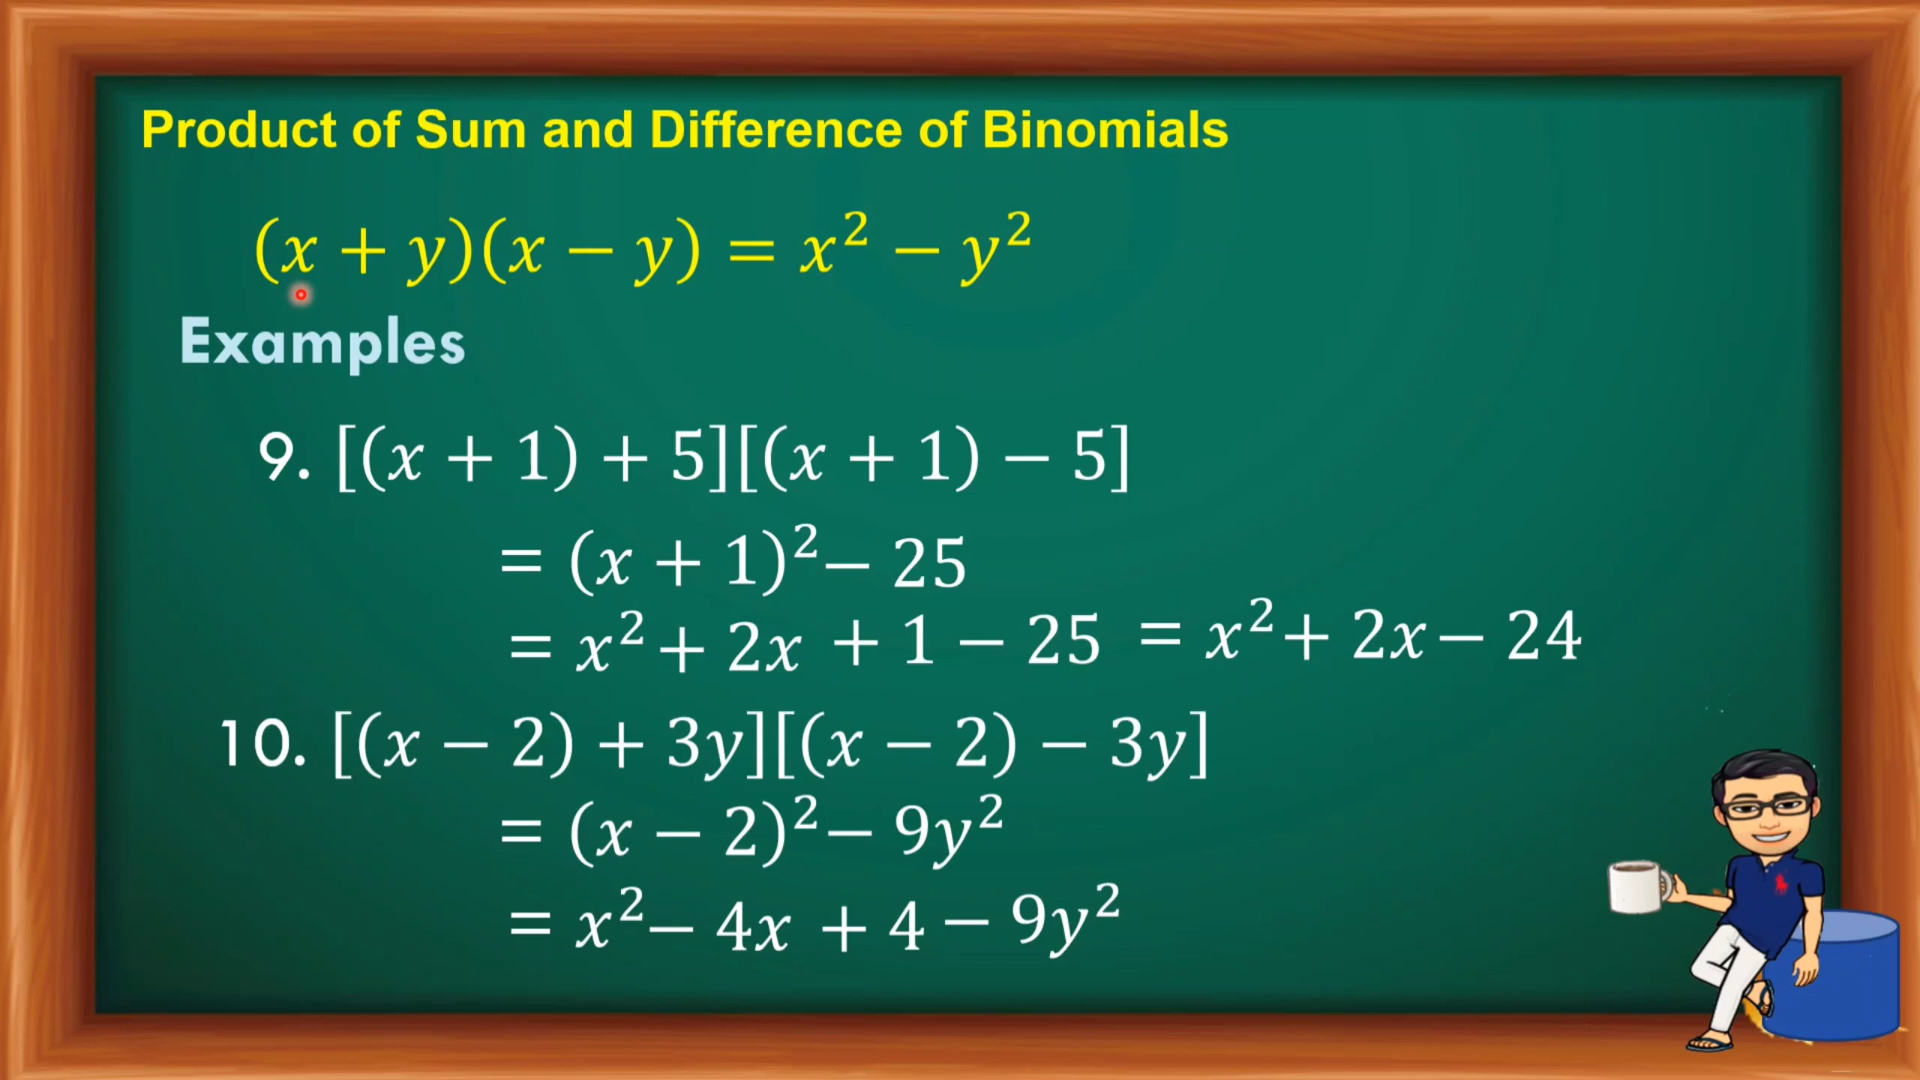 Product of Sum and Difference of Binomials
(x + y)(x − y) = x² − y²
Examples
9. [(x + 1) + 5][(x + 1) − 5]
= (x + 1)² − 25
= x² + 2x + 1 − 25 = x² + 2x − 24
10. [(x − 2) + 3y][(x − 2) − 3y]
= (x − 2)² − 9y²
= x² − 4x + 4 − 9y²